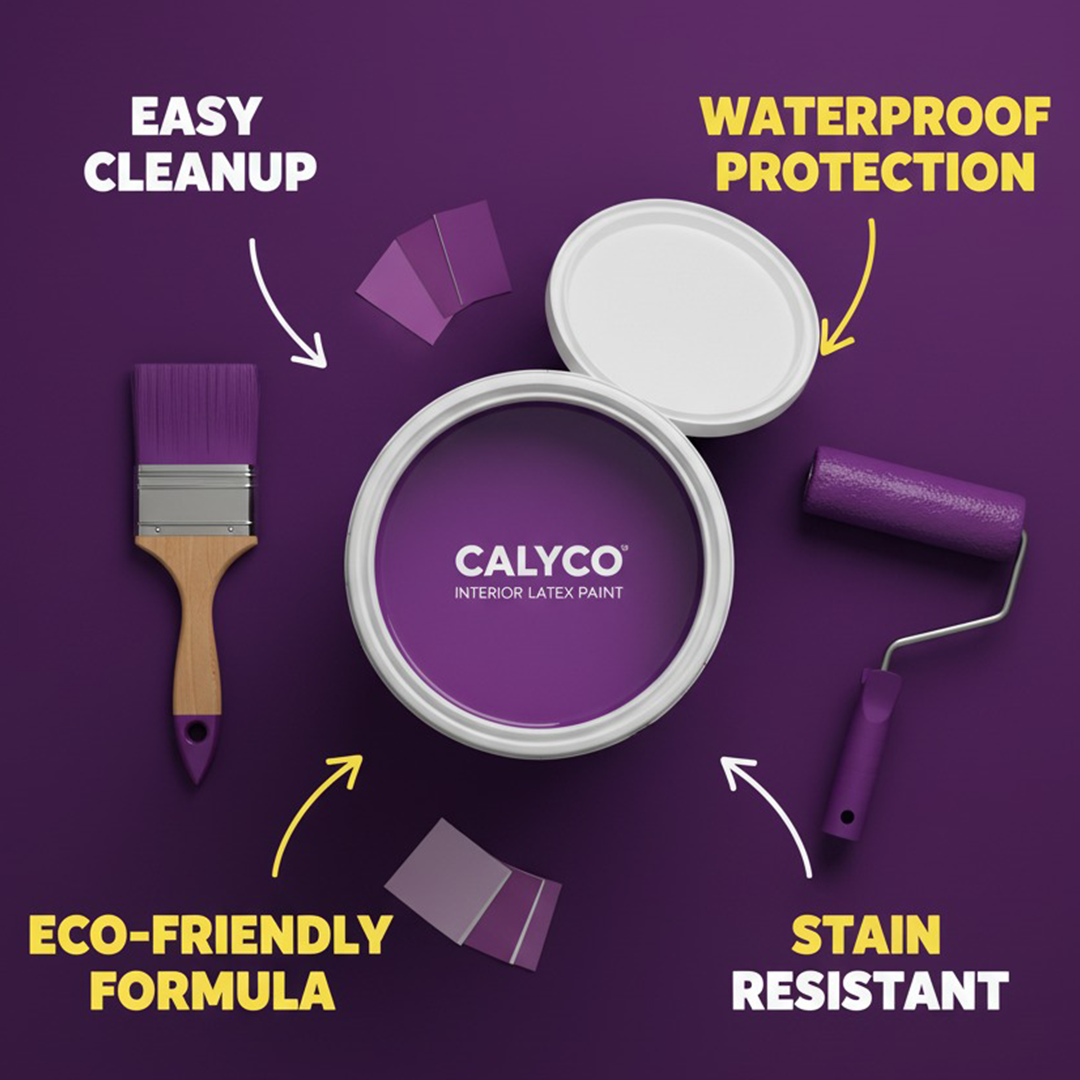 EASY
CLEANUP
WATERPROOF
PROTECTION
CALYCO
INTERIOR LATEX PAINT
ECO-FRIENDLY
FORMULA
STAIN
RESISTANT